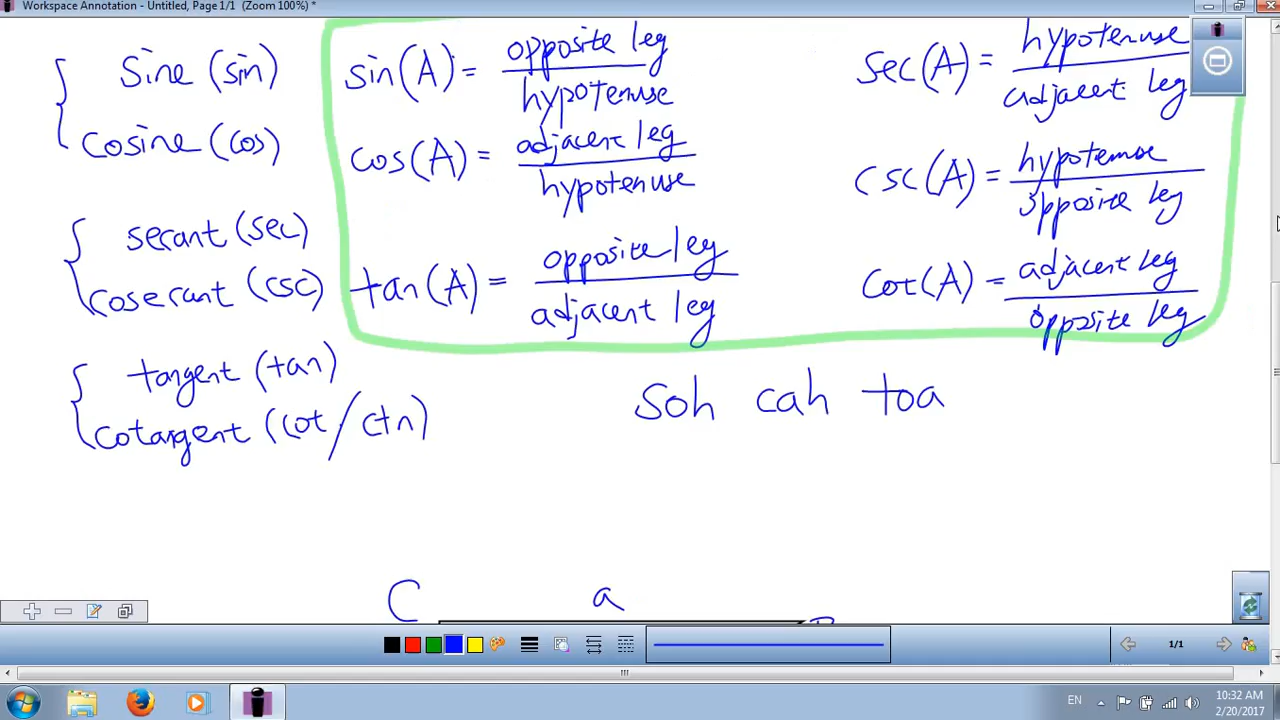 Workspace Annotation - Untitled, Page 1/1 (Zoom 100%) *
sine (sin)
cosine (cos)
secant (sec)
cosecant (csc)
tangent (tan)
cotangent (cot/ctn)
sin(A) = opposite leg / hypotenuse
cos(A) = adjacent leg / hypotenuse
tan(A) = opposite leg / adjacent leg
sec(A) = hypotenuse / adjacent leg
csc(A) = hypotenuse / opposite leg
cot(A) = adjacent leg / opposite leg
soh cah toa
C a
1/1
EN
10:32 AM
2/20/2017